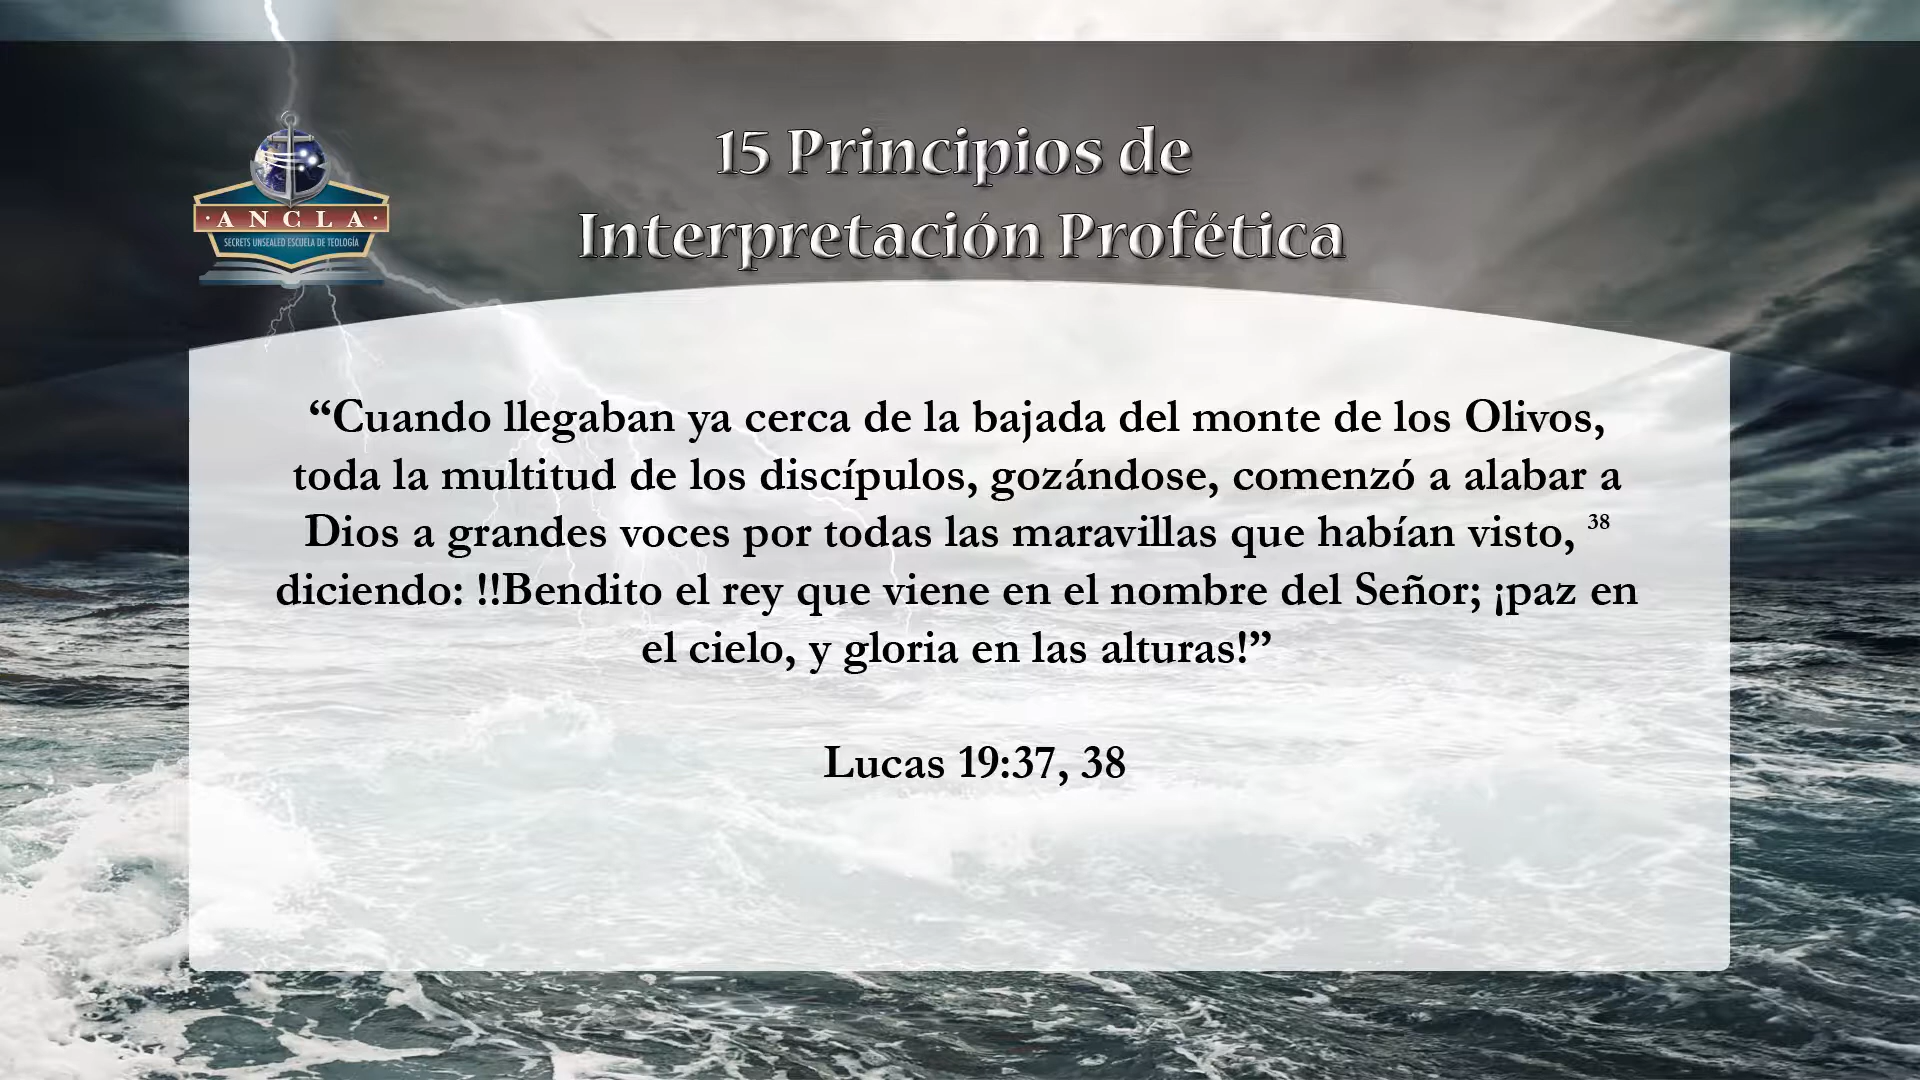 15 Principios de
Interpretación Profética
· A N C L A ·
SECRETS UNSEALED ESCUELA DE TEOLOGÍA
“Cuando llegaban ya cerca de la bajada del monte de los Olivos,
toda la multitud de los discípulos, gozándose, comenzó a alabar a
Dios a grandes voces por todas las maravillas que habían visto, 38
diciendo: !!Bendito el rey que viene en el nombre del Señor; ¡paz en
el cielo, y gloria en las alturas!”
Lucas 19:37, 38